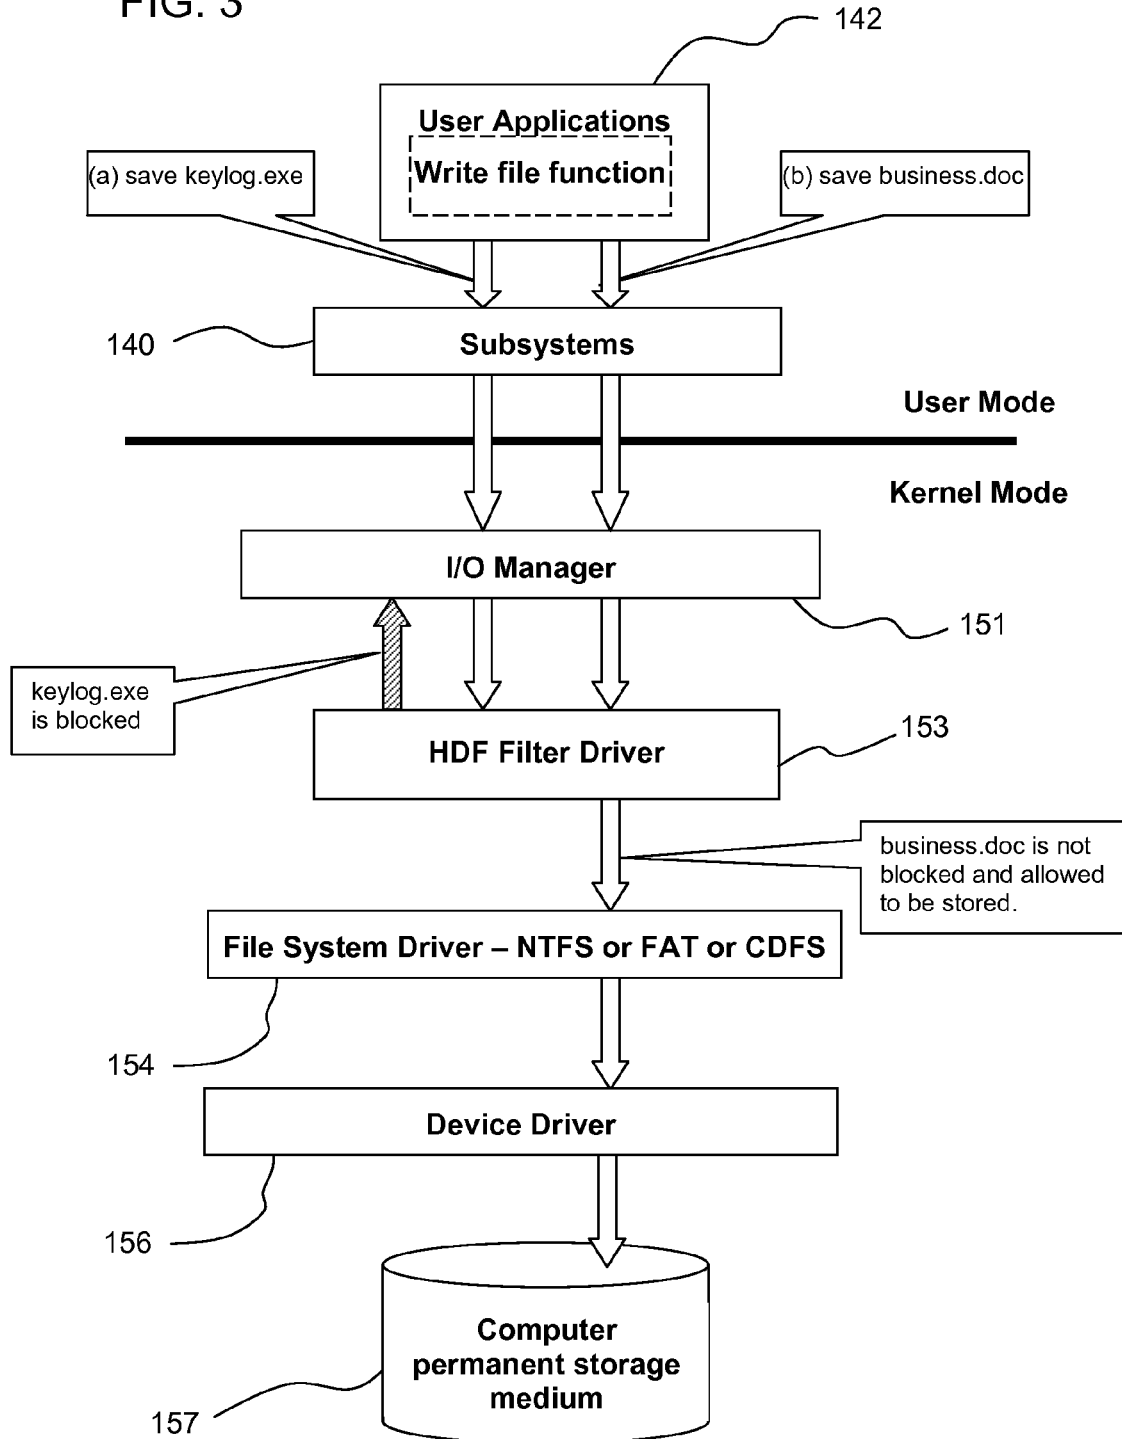 FIG. 3
142
User Applications
Write file function
(a) save keylog.exe
(b) save business.doc
140
Subsystems
User Mode
Kernel Mode
I/O Manager
151
keylog.exe
is blocked
HDF Filter Driver
153
business.doc is not
blocked and allowed
to be stored.
File System Driver – NTFS or FAT or CDFS
154
Device Driver
156
Computer
permanent storage
medium
157